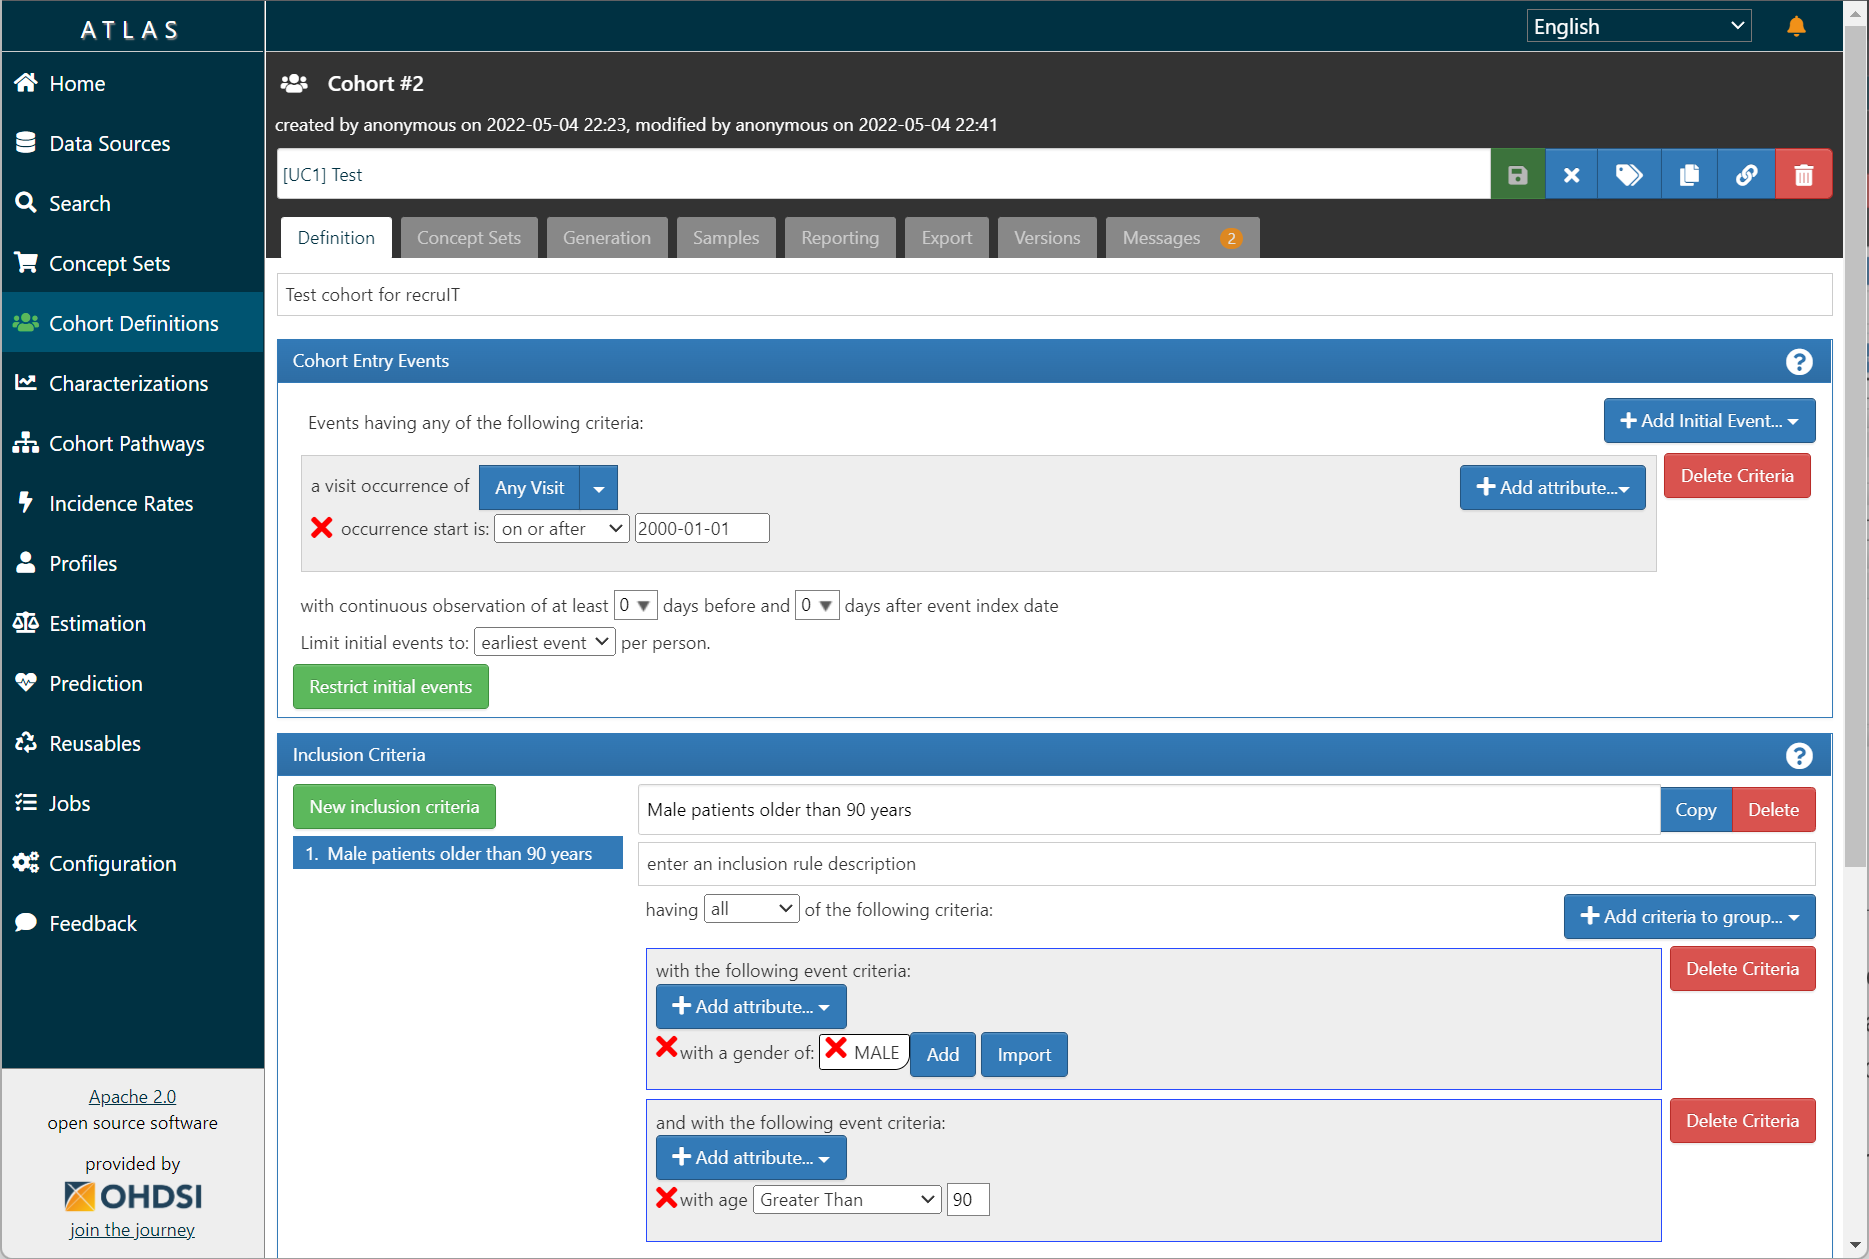 ATLAS
English
Home
Data Sources
Search
Concept Sets
Cohort Definitions
Characterizations
Cohort Pathways
Incidence Rates
Profiles
Estimation
Prediction
Reusables
Jobs
Configuration
Feedback
Apache 2.0
open source software
provided by
OHDSI
join the journey
Cohort #2
created by anonymous on 2022-05-04 22:23, modified by anonymous on 2022-05-04 22:41
[UC1] Test
Definition Concept Sets Generation Samples Reporting Export Versions Messages 2
Test cohort for recruIT
Cohort Entry Events ?
Events having any of the following criteria: Add Initial Event...
a visit occurrence of Any Visit Add attribute... Delete Criteria
occurrence start is: on or after 2000-01-01
with continuous observation of at least 0 days before and 0 days after event index date
Limit initial events to: earliest event per person.
Restrict initial events
Inclusion Criteria ?
New inclusion criteria
1. Male patients older than 90 years
Male patients older than 90 years Copy Delete
enter an inclusion rule description
having all of the following criteria: Add criteria to group...
with the following event criteria: Delete Criteria
Add attribute...
with a gender of: MALE Add Import
and with the following event criteria: Delete Criteria
Add attribute...
with age Greater Than 90